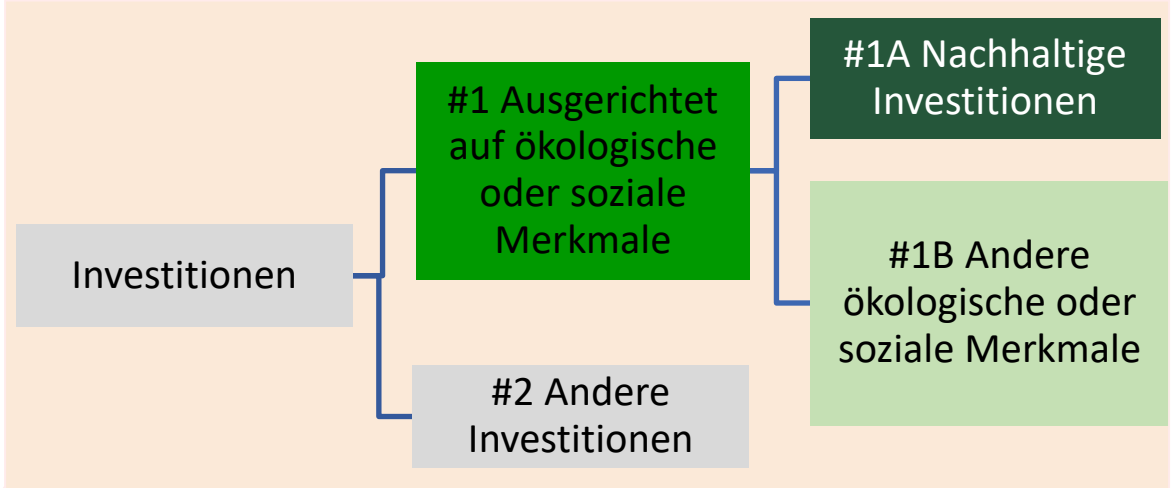 Investitionen
#1 Ausgerichtet
auf ökologische
oder soziale
Merkmale
#2 Andere
Investitionen
#1A Nachhaltige
Investitionen
#1B Andere
ökologische oder
soziale Merkmale